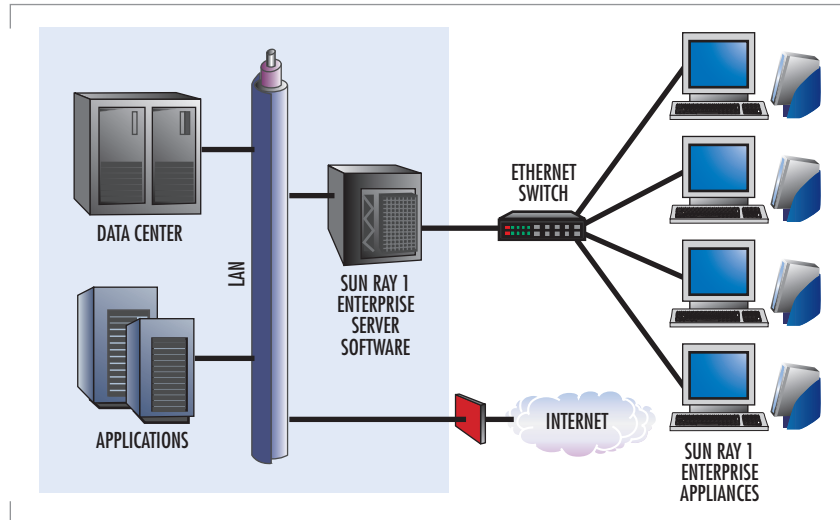 DATA CENTER
APPLICATIONS
LAN
SUN RAY 1
ENTERPRISE
SERVER
SOFTWARE
ETHERNET
SWITCH
INTERNET
SUN RAY 1
ENTERPRISE
APPLIANCES